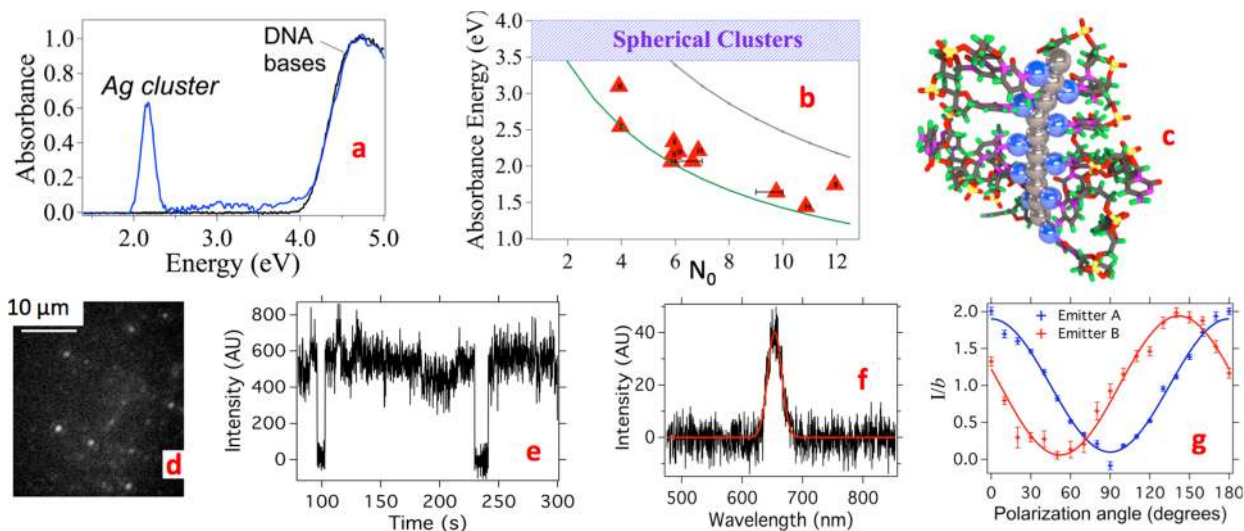 Absorbance
1.0
0.8
0.6
0.4
0.2
0.0
Ag cluster
DNA
bases
a
2.0
3.0
4.0
5.0
Energy (eV)
Absorbance Energy (eV)
4.0
3.5
3.0
2.5
2.0
1.5
1.0
Spherical Clusters
b
2
4
6
8
10
12
N0
c
10 μm
d
Intensity (AU)
800
600
400
200
0
e
100
150
200
250
300
Time (s)
Intensity (AU)
40
20
0
f
500
600
700
800
Wavelength (nm)
I/b
2.0
1.5
1.0
0.5
0.0
Emitter A
Emitter B
g
0
30
60
90
120
150
180
Polarization angle (degrees)